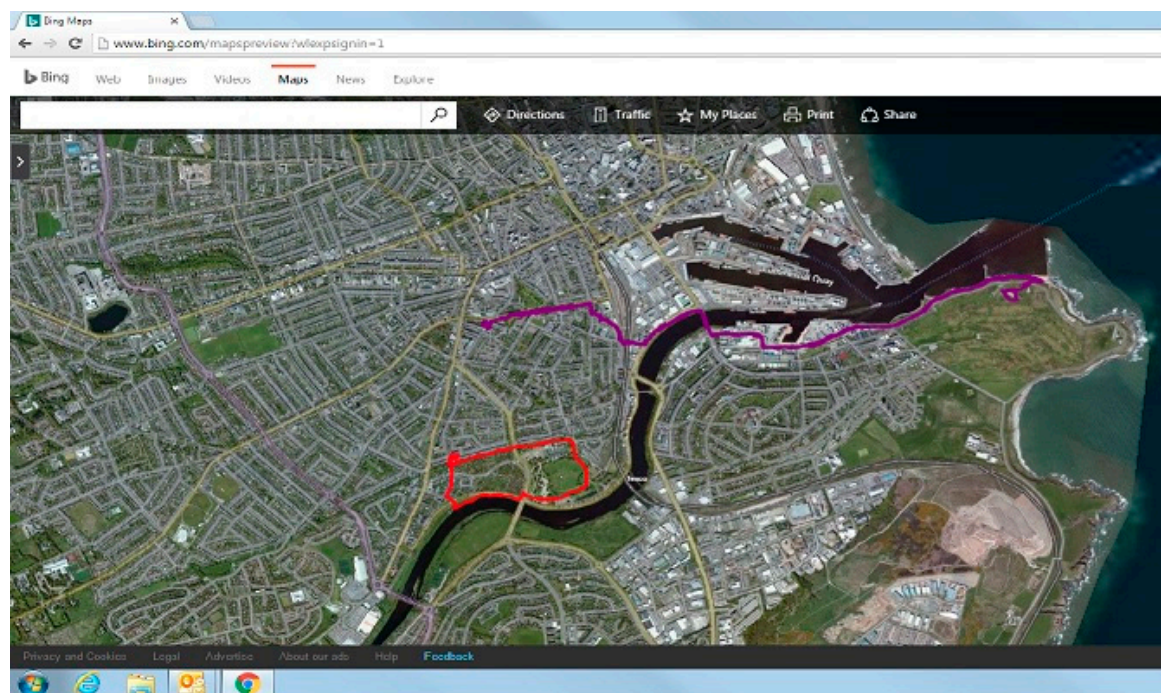 Bing Maps
www.bing.com/mapspreview?wlexpsignin=1
Bing Web Images Videos Maps News Explore
Directions Traffic My Places Print Share
Quay
Privacy and Cookies Legal Advertise About our ads Help Feedback